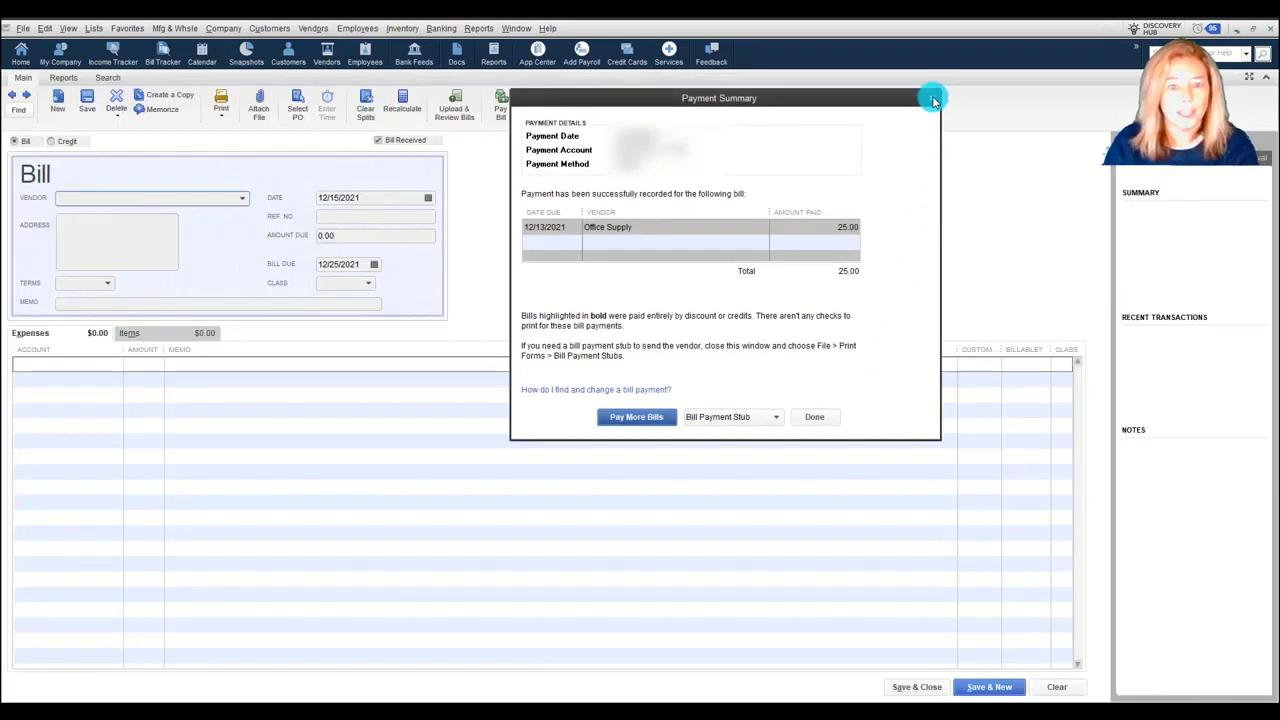 File Edit View Lists Favorites Mfg & Whsle Company Customers Vendors Employees Inventory Banking Reports Window Help
DISCOVERY HUB 95
Home My Company Income Tracker Bill Tracker Calendar Snapshots Customers Vendors Employees Bank Feeds Docs Reports App Center Add Payroll Credit Cards Services Feedback
or Help
Main Reports Search
Find New Save Delete Create a Copy Memorize Print Attach File Select PO Enter Time Clear Splits Recalculate Upload & Review Bills Pay Bill
Payment Summary
Bill Credit Bill Received
Bill
VENDOR
DATE 12/15/2021
REF. NO.
ADDRESS
AMOUNT DUE 0.00
BILL DUE 12/25/2021
TERMS
CLASS
MEMO
Expenses $0.00 Items $0.00
ACCOUNT AMOUNT MEMO CUSTOM... BILLABLE? CLASS
PAYMENT DETAILS
Payment Date
Payment Account
Payment Method
Payment has been successfully recorded for the following bill:
DATE DUE VENDOR AMOUNT PAID
12/13/2021 Office Supply 25.00
Total 25.00
Bills highlighted in bold were paid entirely by discount or credits. There aren't any checks to
print for these bill payments.
If you need a bill payment stub to send the vendor, close this window and choose File > Print
Forms > Bill Payment Stubs.
How do I find and change a bill payment?
Pay More Bills Bill Payment Stub Done
SUMMARY
RECENT TRANSACTIONS
NOTES
Save & Close Save & New Clear